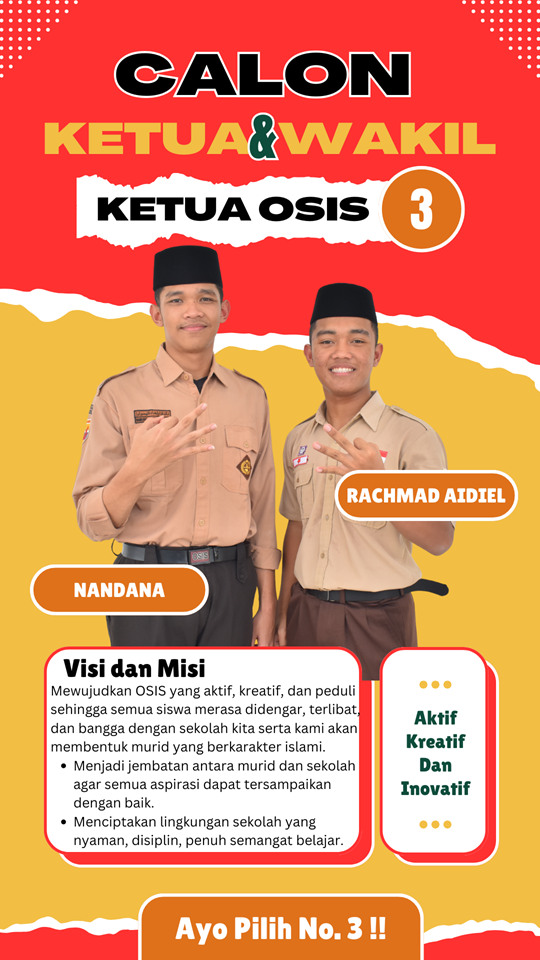 CALON
KETUA&WAKIL
KETUA OSIS 3
RACHMAD AIDIEL
NANDANA
OSIS
Visi dan Misi
Mewujudkan OSIS yang aktif, kreatif, dan peduli
sehingga semua siswa merasa didengar, terlibat,
dan bangga dengan sekolah kita serta kami akan
membentuk murid yang berkarakter islami.
• Menjadi jembatan antara murid dan sekolah
agar semua aspirasi dapat tersampaikan
dengan baik.
• Menciptakan lingkungan sekolah yang
nyaman, disiplin, penuh semangat belajar.
Aktif
Kreatif
Dan
Inovatif
Ayo Pilih No. 3 !!